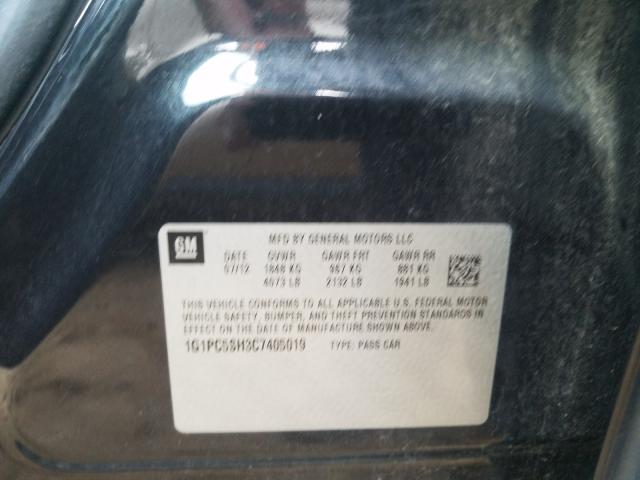 GM
MFD BY GENERAL MOTORS LLC
DATE GVWR GAWR FRT GAWR RR
07/12 1848 KG 967 KG 881 KG
4073 LB 2132 LB 1941 LB
THIS VEHICLE CONFORMS TO ALL APPLICABLE U.S. FEDERAL MOTOR
VEHICLE SAFETY, BUMPER, AND THEFT PREVENTION STANDARDS IN
EFFECT ON THE DATE OF MANUFACTURE SHOWN ABOVE.
1G1PC5SH3C7405019 TYPE: PASS CAR